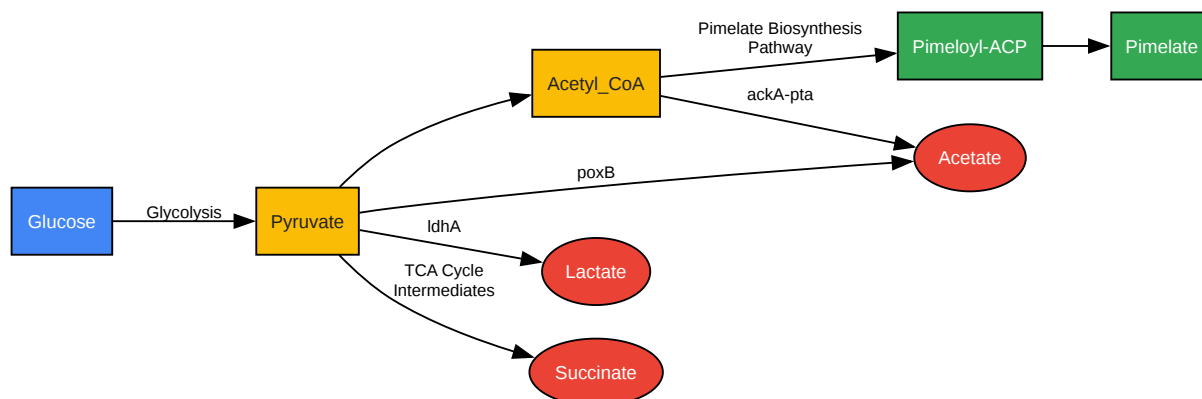 Pimelate Biosynthesis
Pathway
Pimeloyl-ACP
Pimelate
Acetyl_CoA
ackA-pta
Acetate
poxB
Glucose
Glycolysis
Pyruvate
ldhA
Lactate
TCA Cycle
Intermediates
Succinate